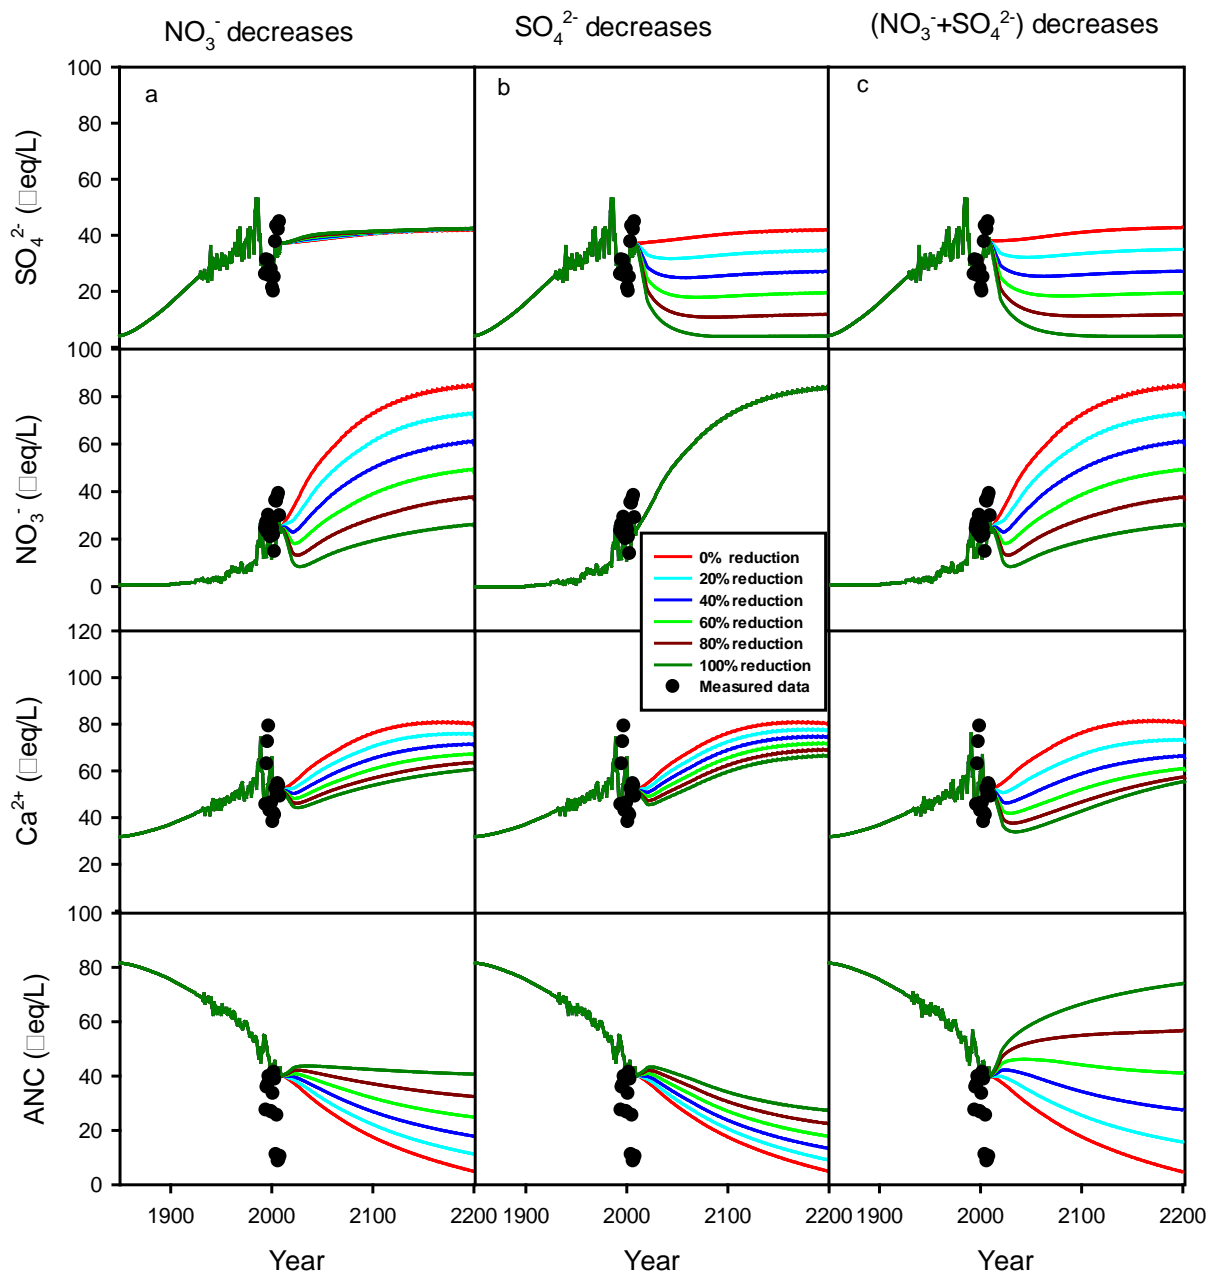 NO₃⁻ decreases SO₄²⁻ decreases (NO₃⁻+SO₄²⁻) decreases
a b c
SO₄²⁻ (□eq/L)
100
80
60
40
20
0
NO₃⁻ (□eq/L)
100
80
60
40
20
0
Ca²⁺ (□eq/L)
120
100
80
60
40
20
0
ANC (□eq/L)
100
80
60
40
20
0
0% reduction
20% reduction
40% reduction
60% reduction
80% reduction
100% reduction
Measured data
1900 2000 2100 2200 1900 2000 2100 2200 1900 2000 2100 2200
Year Year Year